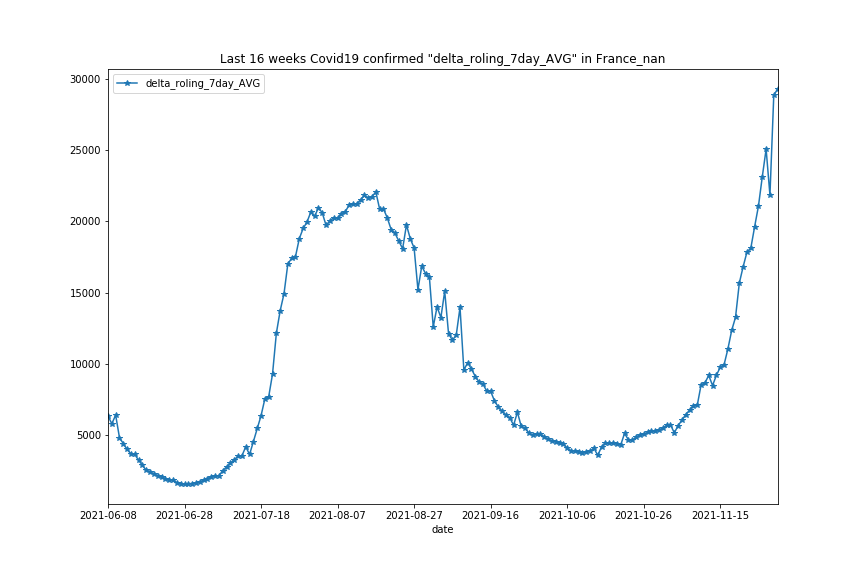 Last 16 weeks Covid19 confirmed "delta_roling_7day_AVG" in France_nan
delta_roling_7day_AVG
30000
25000
20000
15000
10000
5000
2021-06-08 2021-06-28 2021-07-18 2021-08-07 2021-08-27 2021-09-16 2021-10-06 2021-10-26 2021-11-15
date